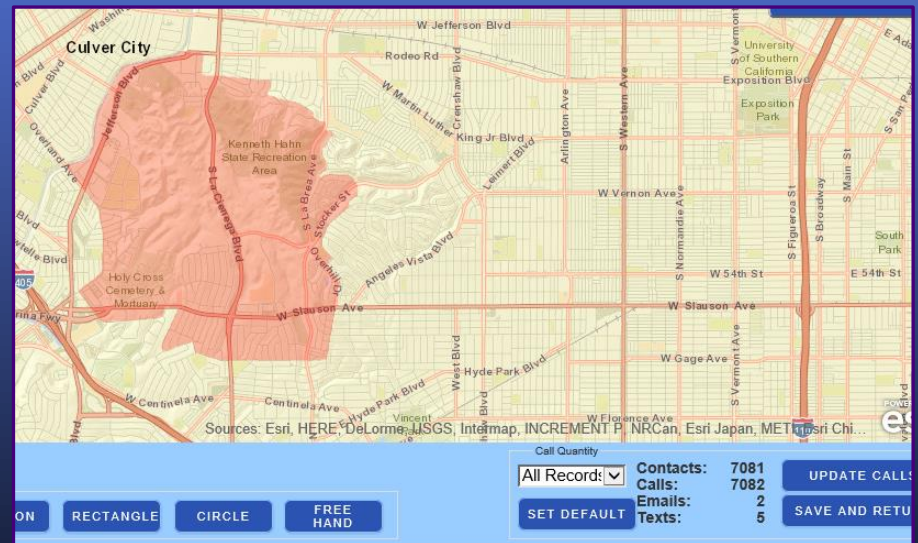 W Jefferson Blvd
Culver City
Rodeo Rd
University
of Southern
California
Exposition Blvd
Exposition
Park
Jefferson Blvd
Culver Blvd
Overland Ave
W Martin Luther King Jr Blvd
Crenshaw Blvd
Arlington Ave
S Western Ave
S Vermont
Kenneth Hahn
State Recreation
Area
S La Brea Ave
Stocker St
S La Cienega Blvd
Leimert Blvd
W Vernon Ave
S Normandie Ave
S Figueroa St
S Broadway
S Main St
South
Park
Overhill Dr
Angeles Vista Blvd
W 54th St
E 54th St
405
Holy Cross
Cemetery &
Mortuary
W Slauson Ave
W Slauson Ave
West Blvd
Hyde Park Blvd
W Gage Ave
S Vermont Ave
W Centinela Ave
Centinela Ave
E Hyde Park Blvd
Vincent
W Florence Ave
110
Sources: Esri, HERE, DeLorme, USGS, Intermap, INCREMENT P, NRCan, Esri Japan, METI, Esri Chi...
Call Quantity
All Records
Contacts: 7081
Calls: 7082
Emails: 2
Texts: 5
UPDATE CALLS
SET DEFAULT
SAVE AND RETU
ON
RECTANGLE
CIRCLE
FREE
HAND